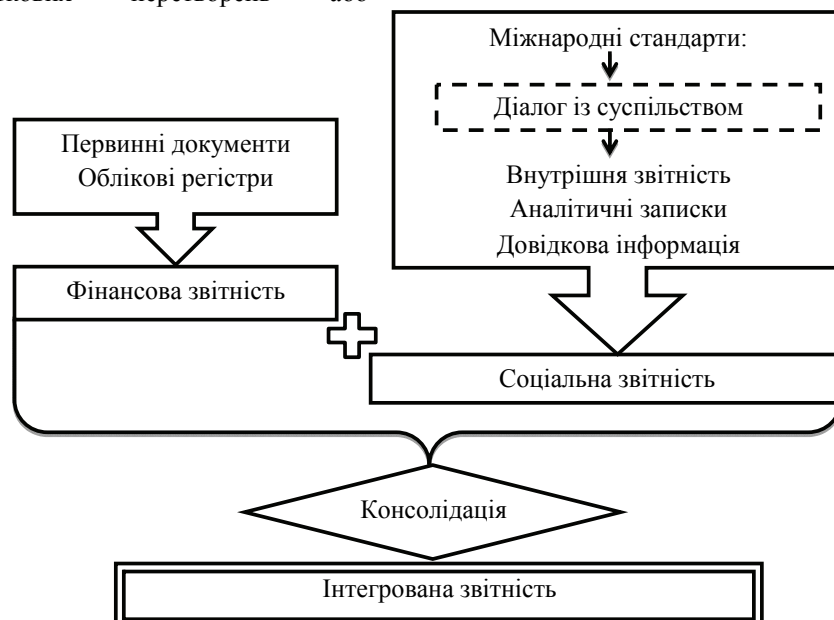 або
Міжнародні стандарти:
Діалог із суспільством
Внутрішня звітність
Аналітичні записки
Довідкова інформація
Первинні документи
Облікові регістри
Фінансова звітність
Соціальна звітність
Консолідація
Інтегрована звітність